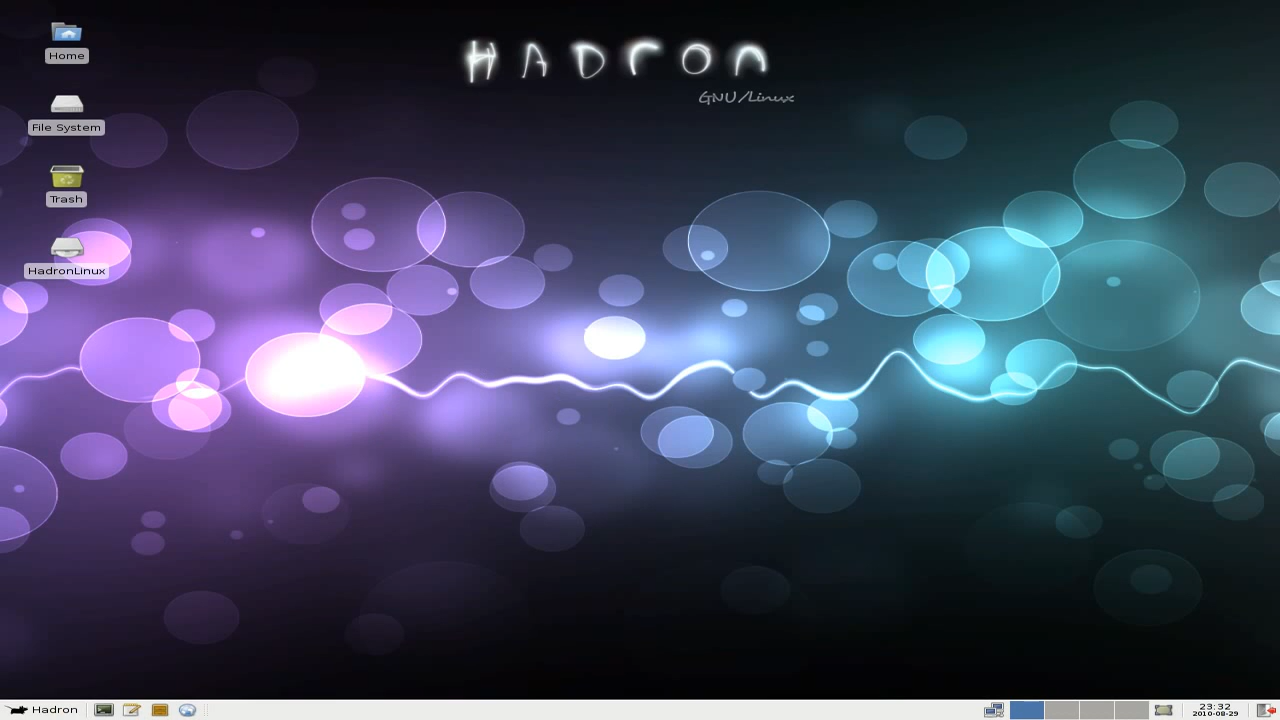 HADRON
GNU/Linux
Home
File System
Trash
HadronLinux
Hadron
23:32
2010-08-29